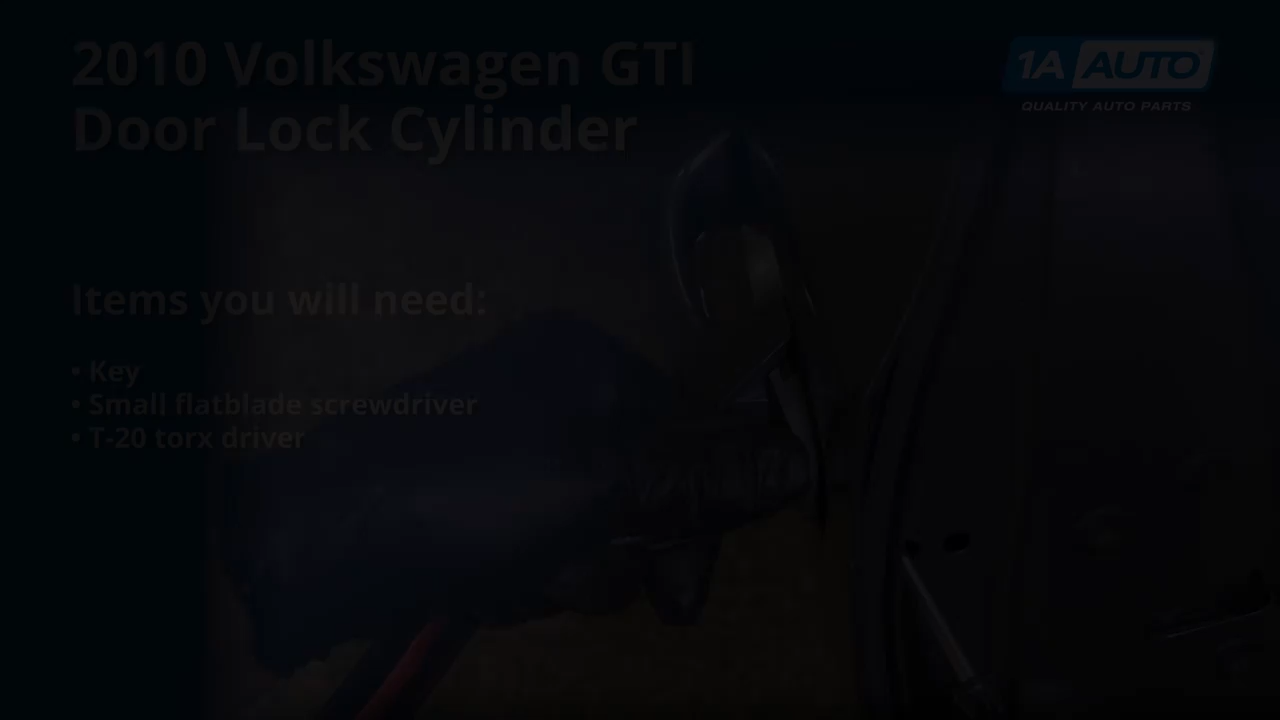 2010 Volkswagen GTI
Door Lock Cylinder
1A AUTO
QUALITY AUTO PARTS
Items you will need:
• Key
• Small flatblade screwdriver
• T-20 torx driver